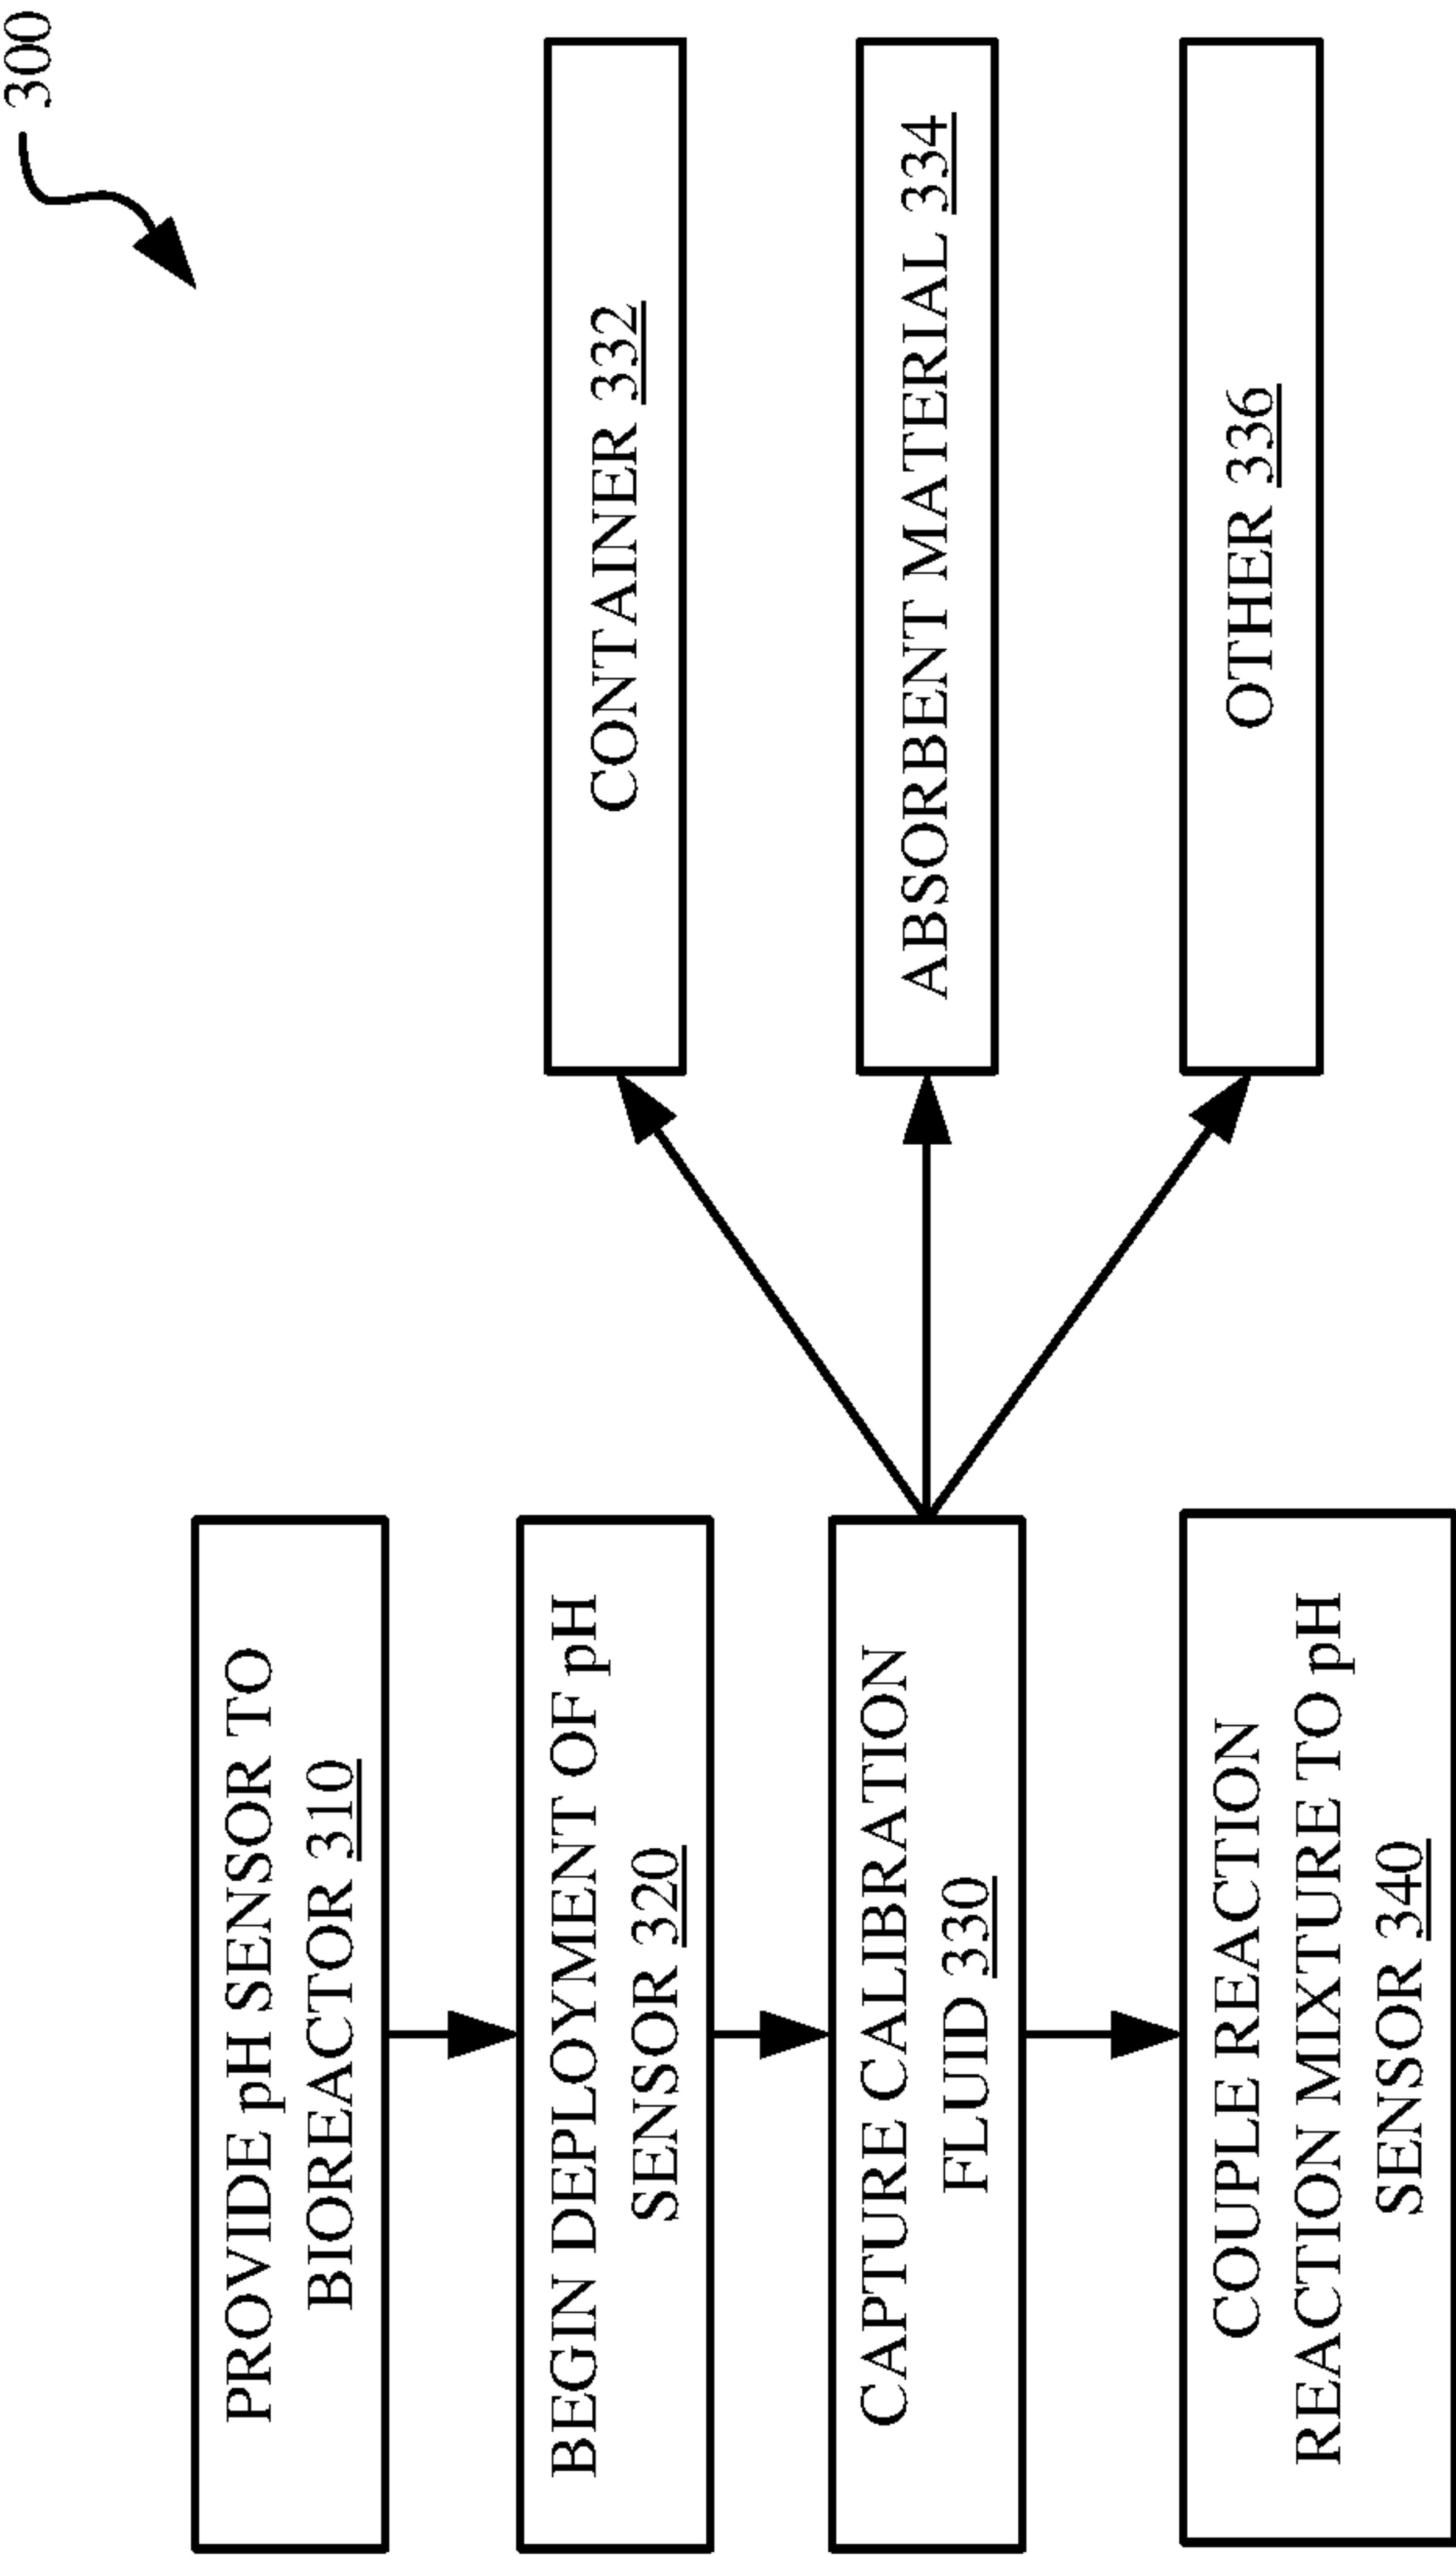 300
PROVIDE pH SENSOR TO
BIOREACTOR 310
BEGIN DEPLOYMENT OF pH
SENSOR 320
CAPTURE CALIBRATION
FLUID 330
CONTAINER 332
ABSORBENT MATERIAL 334
OTHER 336
COUPLE REACTION
REACTION MIXTURE TO pH
SENSOR 340